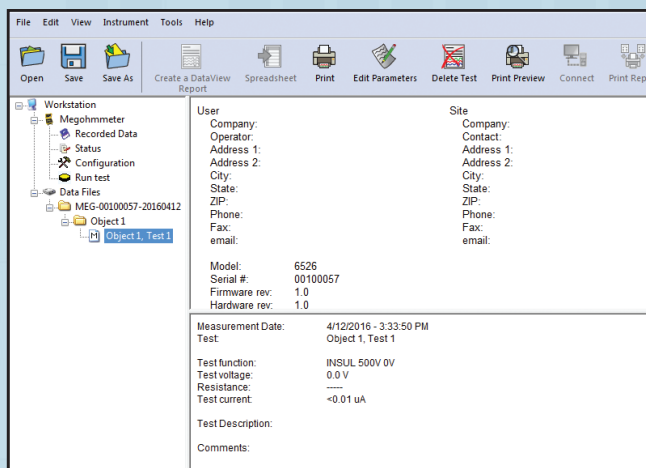 File Edit View Instrument Tools Help
Open Save Save As Create a DataView Report Spreadsheet Print Edit Parameters Delete Test Print Preview Connect Print Rep
Workstation
Megohmmeter
Recorded Data
Status
Configuration
Run test
Data Files
MEG-00100057-20160412
Object 1
M Object 1, Test 1
User Site
Company: Company:
Operator: Contact:
Address 1: Address 1:
Address 2: Address 2:
City: City:
State: State:
ZIP: ZIP:
Phone: Phone:
Fax: Fax:
email: email:
Model: 6526
Serial #: 00100057
Firmware rev: 1.0
Hardware rev: 1.0
Measurement Date: 4/12/2016 - 3:33:50 PM
Test: Object 1, Test 1
Test function: INSUL 500V 0V
Test voltage: 0.0 V
Resistance: -----
Test current: <0.01 uA
Test Description:
Comments: